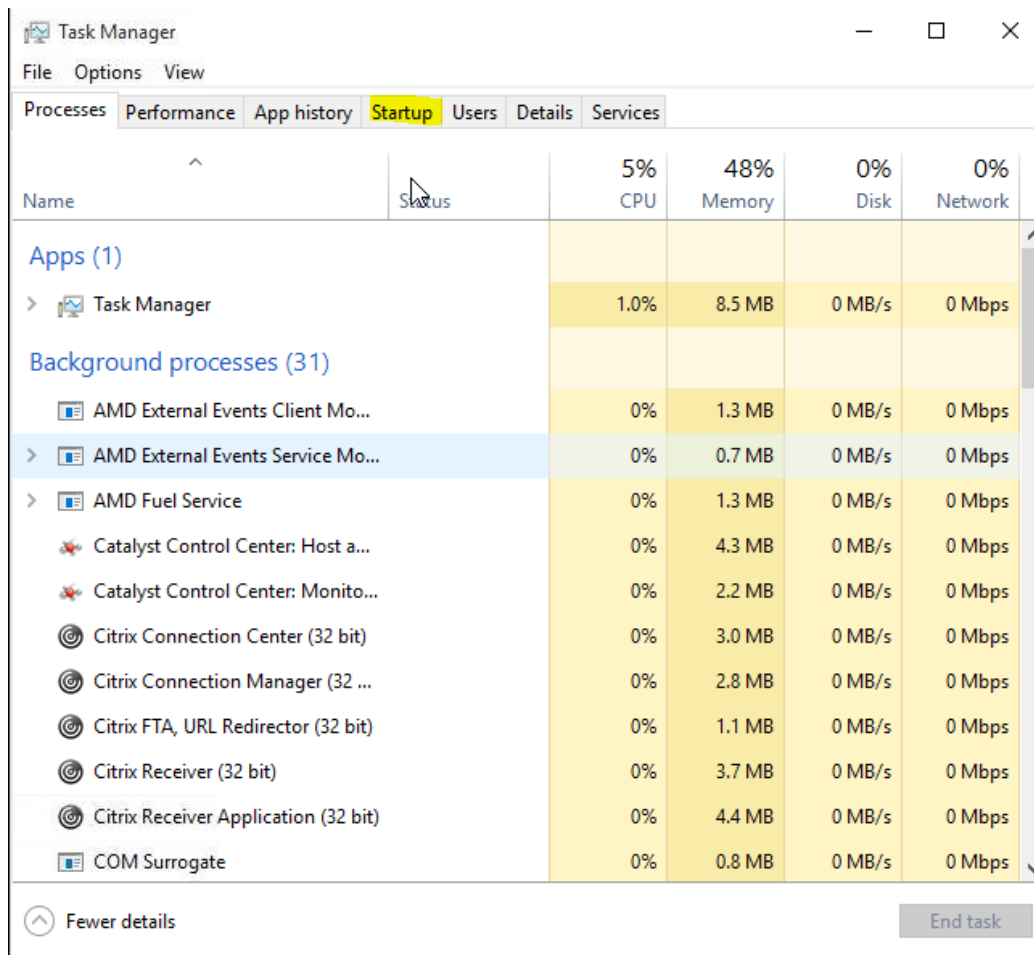 Task Manager
File Options View
Processes Performance App history Startup Users Details Services
5% 48% 0% 0%
Name Status CPU Memory Disk Network
Apps (1)
Task Manager 1.0% 8.5 MB 0 MB/s 0 Mbps
Background processes (31)
AMD External Events Client Mo... 0% 1.3 MB 0 MB/s 0 Mbps
AMD External Events Service Mo... 0% 0.7 MB 0 MB/s 0 Mbps
AMD Fuel Service 0% 1.3 MB 0 MB/s 0 Mbps
Catalyst Control Center: Host a... 0% 4.3 MB 0 MB/s 0 Mbps
Catalyst Control Center: Monito... 0% 2.2 MB 0 MB/s 0 Mbps
Citrix Connection Center (32 bit) 0% 3.0 MB 0 MB/s 0 Mbps
Citrix Connection Manager (32 ... 0% 2.8 MB 0 MB/s 0 Mbps
Citrix FTA, URL Redirector (32 bit) 0% 1.1 MB 0 MB/s 0 Mbps
Citrix Receiver (32 bit) 0% 3.7 MB 0 MB/s 0 Mbps
Citrix Receiver Application (32 bit) 0% 4.4 MB 0 MB/s 0 Mbps
COM Surrogate 0% 0.8 MB 0 MB/s 0 Mbps
Fewer details End task